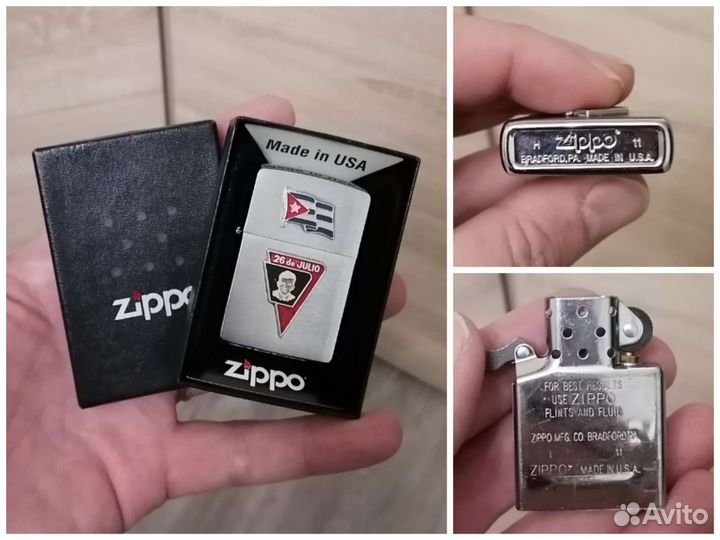 zippo
Made in USA
26 de JULIO
zippo
H zippo 11
BRADFORD,PA. MADE IN U.S.A.
FOR BEST RESULTS
USE ZIPPO
FLINTS AND FLUID
ZIPPO MFG. CO. BRADFORD,PA
I 11
ZIPPO MADE IN U.S.A.
Avito